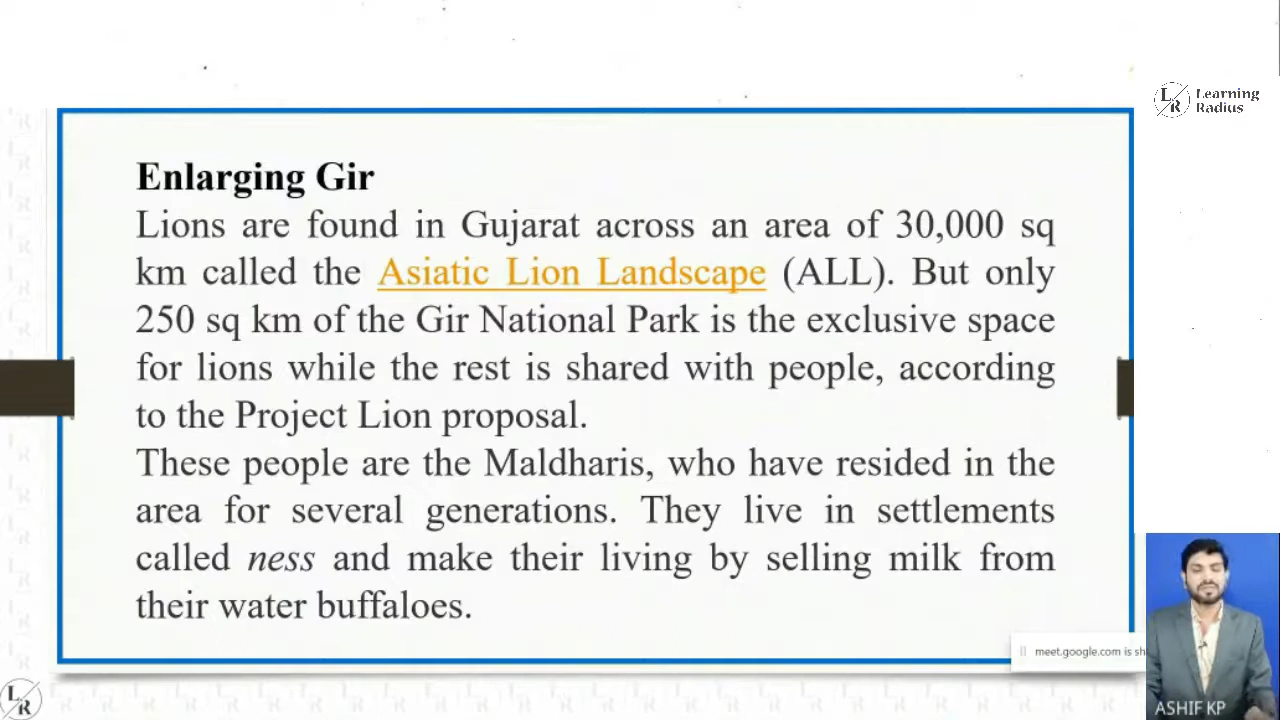 L
R
Learning
Radius
Enlarging Gir
Lions are found in Gujarat across an area of 30,000 sq
km called the Asiatic Lion Landscape (ALL). But only
250 sq km of the Gir National Park is the exclusive space
for lions while the rest is shared with people, according
to the Project Lion proposal.
These people are the Maldharis, who have resided in the
area for several generations. They live in settlements
called ness and make their living by selling milk from
their water buffaloes.
meet.google.com is sh
ASHIF KP
L
R